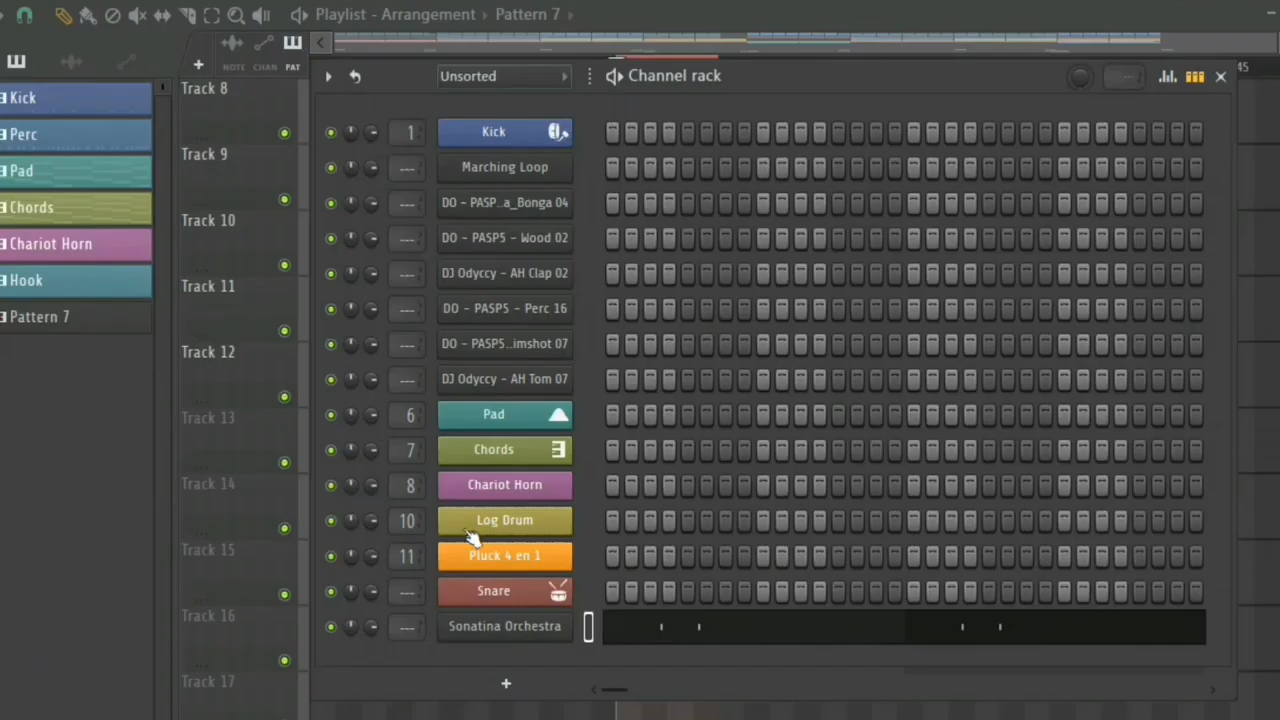 Playlist - Arrangement › Pattern 7 ›
NOTE CHAN PAT
45
Unsorted
Channel rack
Kick
Perc
Pad
Chords
Chariot Horn
Hook
Pattern 7
Track 8
Track 9
Track 10
Track 11
Track 12
Track 13
Track 14
Track 15
Track 16
Track 17
1 Kick
--- Marching Loop
--- DO - PASP..a_Bonga 04
--- DO - PASP5 - Wood 02
--- DJ Odyccy - AH Clap 02
--- DO - PASP5 - Perc 16
--- DO - PASP5..imshot 07
--- DJ Odyccy - AH Tom 07
6 Pad
7 Chords
8 Chariot Horn
10 Log Drum
11 Pluck 4 en 1
--- Snare
--- Sonatina Orchestra